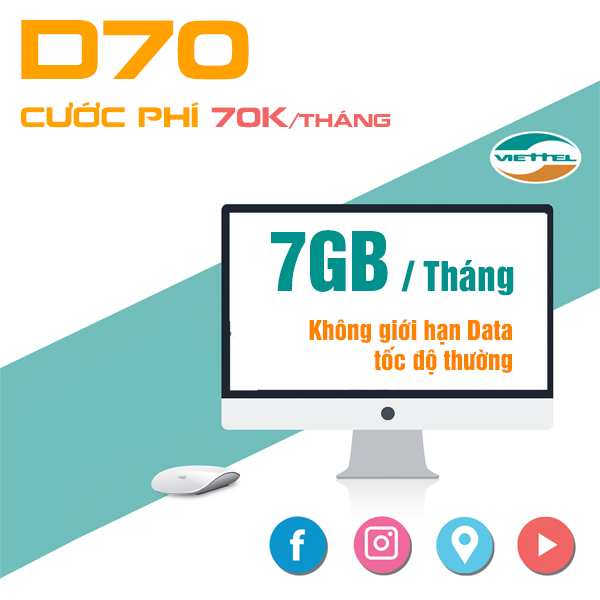 D70
CƯỚC PHÍ 70K/THÁNG
VIETTEL
7GB / Tháng
Không giới hạn Data
tốc độ thường